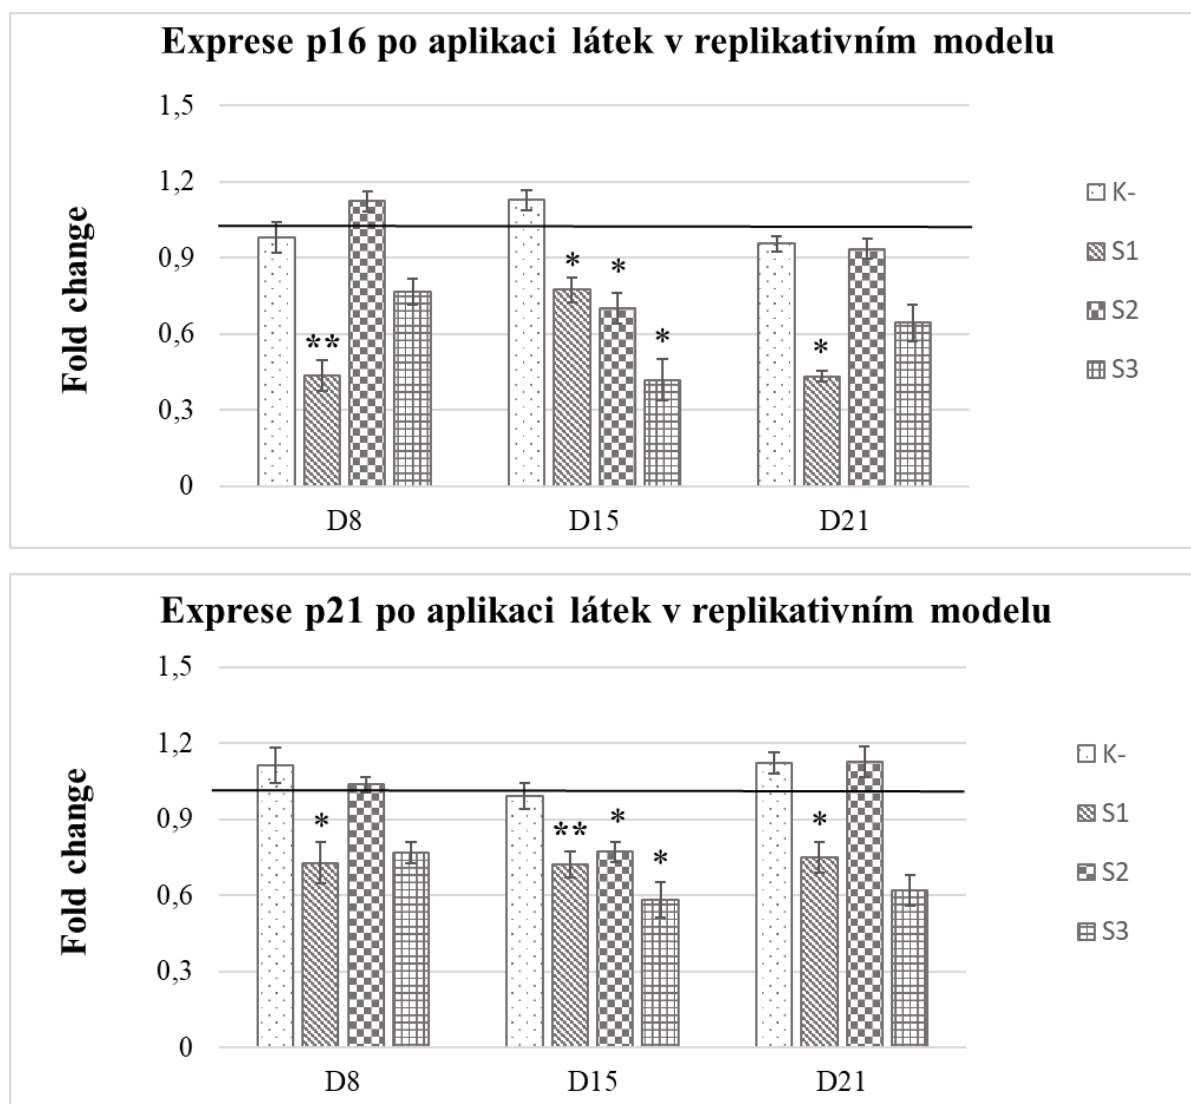 Exprese p16 po aplikaci látek v replikativním modelu
Fold change
1,5
1,2
0,9
0,6
0,3
0
**
*
*
*
*
D8
D15
D21
K-
S1
S2
S3
Exprese p21 po aplikaci látek v replikativním modelu
Fold change
1,5
1,2
0,9
0,6
0,3
0
*
**
*
*
*
D8
D15
D21
K-
S1
S2
S3